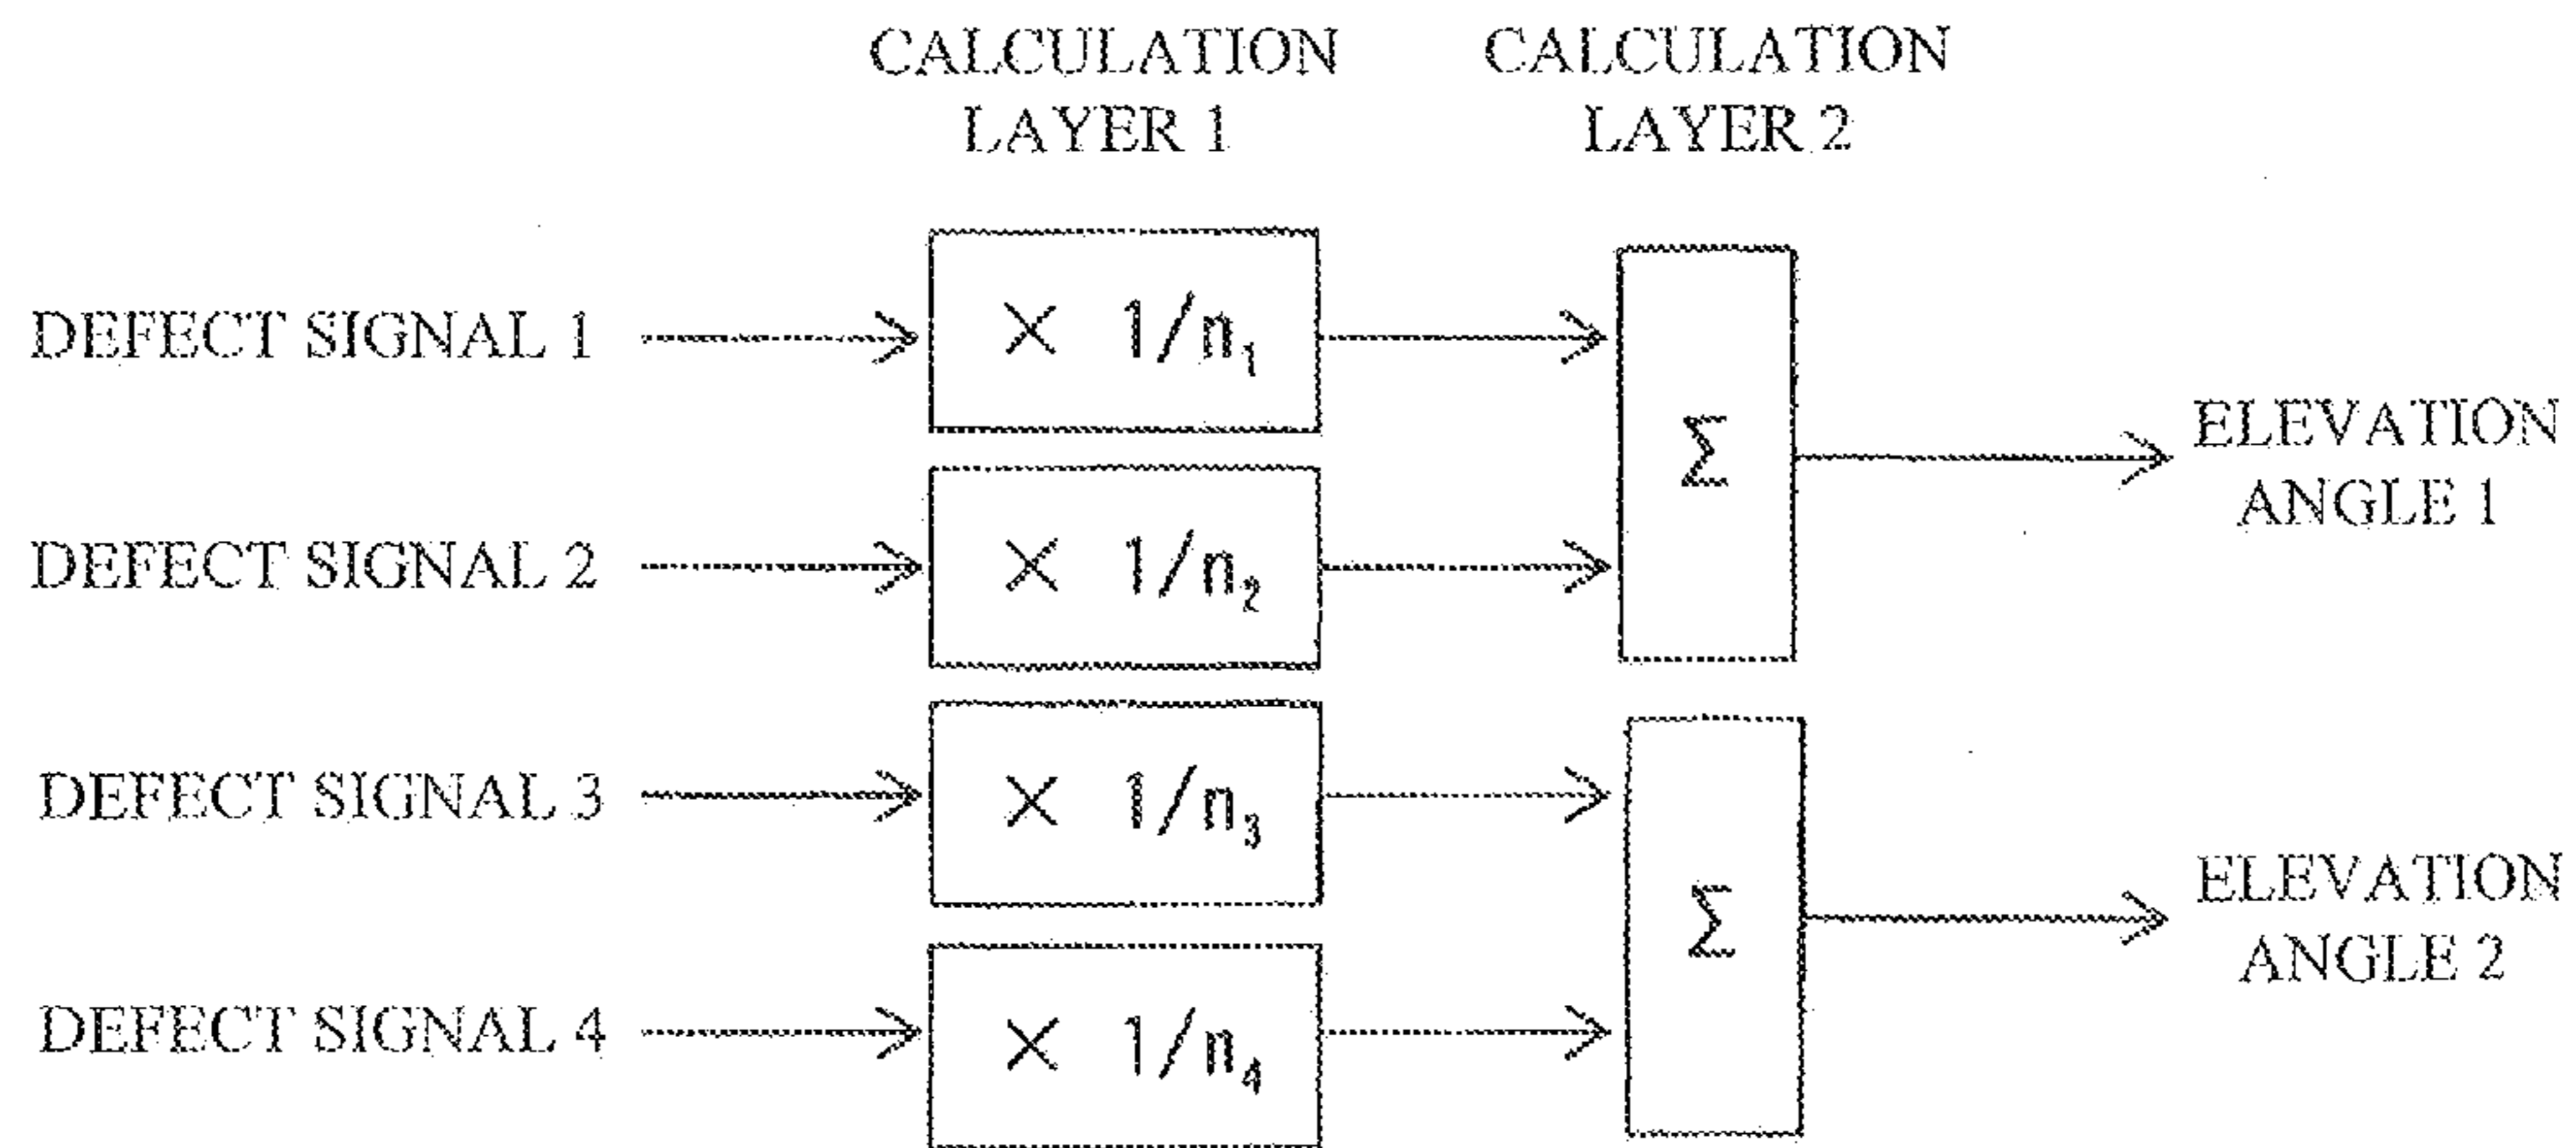 CALCULATION LAYER 1
CALCULATION LAYER 2
DEFECT SIGNAL 1
× 1/n₁
DEFECT SIGNAL 2
× 1/n₂
Σ
ELEVATION
ANGLE 1
DEFECT SIGNAL 3
× 1/n₃
DEFECT SIGNAL 4
× 1/n₄
Σ
ELEVATION
ANGLE 2